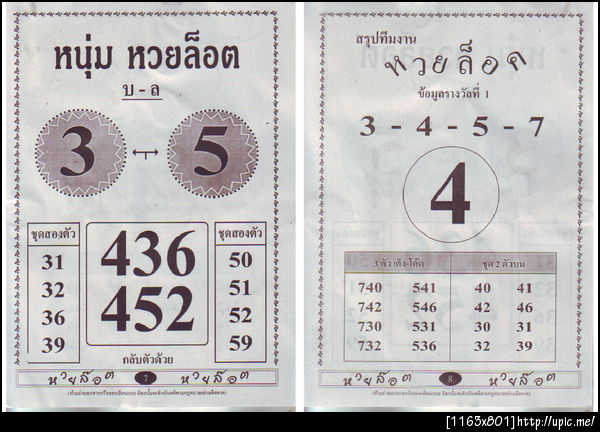 หนุ่ม หวยล็อต
บ - ล
3 ↔ 5
ชุดสองตัว
31
32
36
39
436
452
กลับตัวด้วย
ชุดสองตัว
50
51
52
59
หวยล๊อต 7 หวยล๊อต
สรุปทีมงาน
หวยล็อต
ข้อมูลรางวัลที่ 1
3 - 4 - 5 - 7
4
3 ตัว เต็ง-โต๊ด ชุด 2 ตัวบน
740 541 40 41
742 546 42 46
730 531 30 31
732 536 32 39
หวยล๊อต 8 หวยล๊อต
[1163x801]http://upic.me/